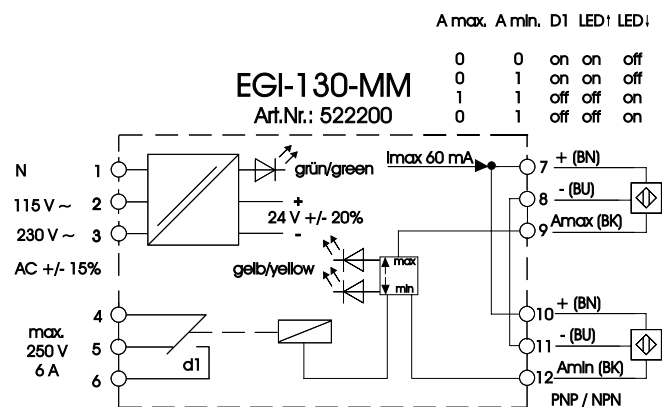 A max. A min. D1 LED↑ LED↓
0 0 on on off
0 1 on on off
1 1 off off on
0 1 off off on
EGI-130-MM
Art.Nr.: 522200
N 1
115 V ~ 2
230 V ~ 3
AC +/- 15%
grün/green
+
24 V +/- 20%
-
Imax 60 mA
7 + (BN)
8 - (BU)
9 Amax (BK)
gelb/yellow
max
min
4
max. 5
250 V
6 A 6
d1
10 + (BN)
11 - (BU)
12 Amin (BK)
PNP / NPN